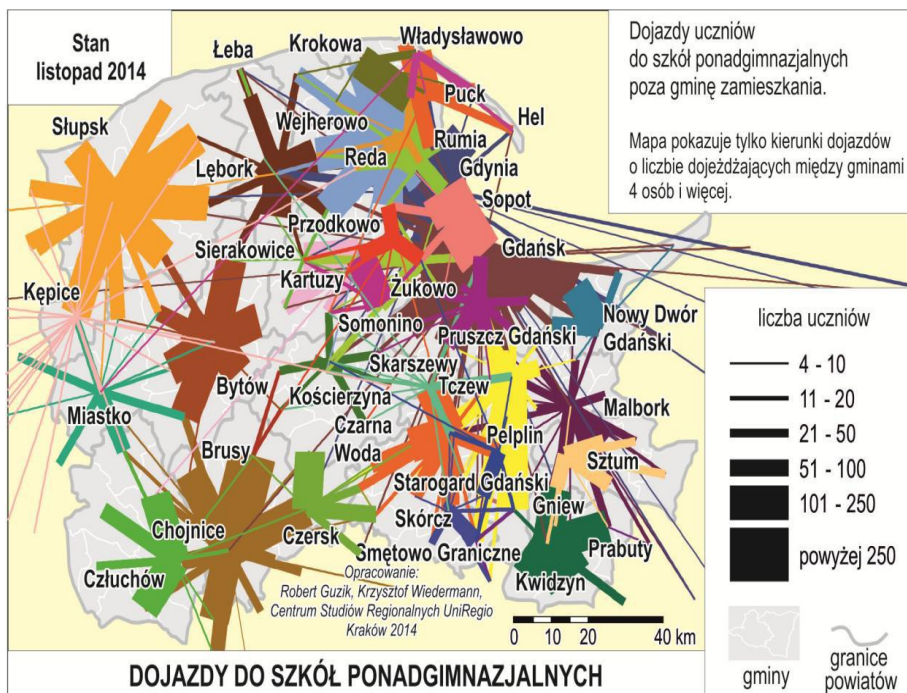 Stan
listopad 2014
Dojazdy uczniów
do szkół ponadgimnazjalnych
poza gminę zamieszkania.
Mapa pokazuje tylko kierunki dojazdów
o liczbie dojeżdżających między gminami
4 osób i więcej.
Łeba
Krokowa
Władysławowo
Puck
Hel
Słupsk
Wejherowo
Rumia
Lębork
Reda
Gdynia
Sopot
Przodkowo
Sierakowice
Gdańsk
Kartuzy
Żukowo
Kępice
Somonino
Pruszcz Gdański
Nowy Dwór
Gdański
Skarszewy
Bytów
Tczew
Kościerzyna
Miastko
Malbork
Czarna
Woda
Brusy
Pelplin
Sztum
Starogard Gdański
Chojnice
Czersk
Skórcz
Gniew
Smętowo Graniczne
Prabuty
Człuchów
Kwidzyn
Opracowanie:
Robert Guzik, Krzysztof Wiedermann,
Centrum Studiów Regionalnych UniRegio
Kraków 2014
0 10 20 40 km
liczba uczniów
4 - 10
11 - 20
21 - 50
51 - 100
101 - 250
powyżej 250
gminy
granice
powiatów
DOJAZDY DO SZKÓŁ PONADGIMNAZJALNYCH